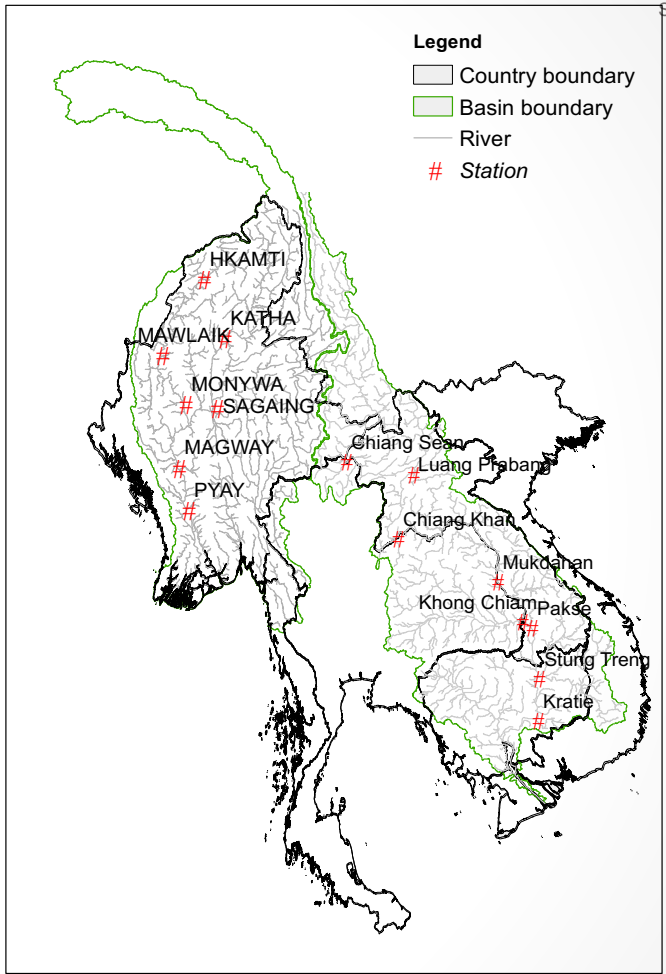 Legend
Country boundary
Basin boundary
River
# Station
HKAMTI
#
KATHA
#
MAWLAIK
#
MONYWA
#
SAGAING
#
MAGWAY
#
PYAY
#
Chiang Sean
#
Luang Prabang
#
Chiang Khan
#
Mukdahan
#
Khong Chiam
#
Pakse
#
Stung Treng
#
Kratie
#